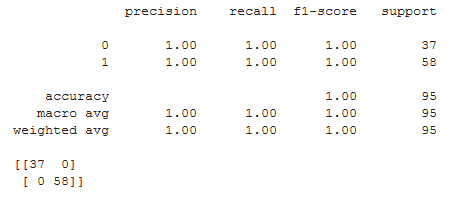 precision recall f1-score support
0 1.00 1.00 1.00 37
1 1.00 1.00 1.00 58
accuracy 1.00 95
macro avg 1.00 1.00 1.00 95
weighted avg 1.00 1.00 1.00 95
[[37 0]
[ 0 58]]